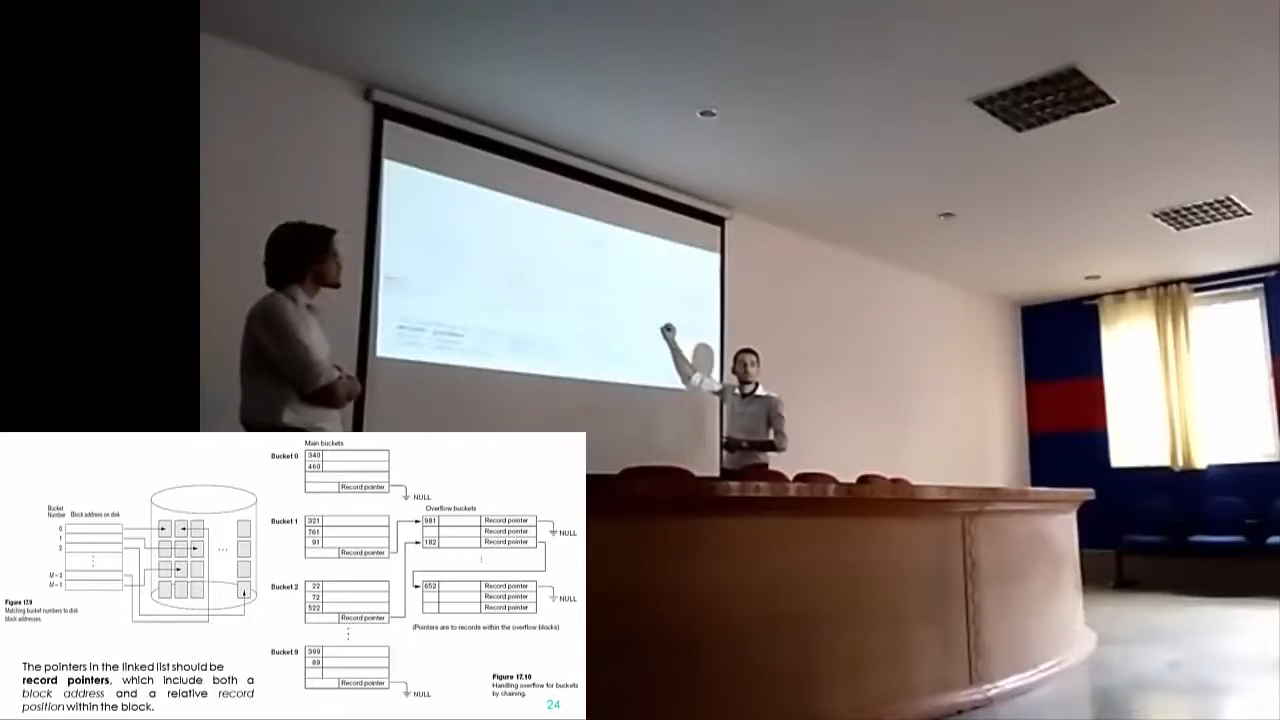 Main buckets
Bucket 0
340
460
Record pointer
NULL
Bucket 1
321
761
91
Record pointer
Overflow buckets
981 Record pointer
Record pointer
182 Record pointer
NULL
Bucket 2
22
72
522
Record pointer
652 Record pointer
Record pointer
Record pointer
NULL
(Pointers are to records within the overflow blocks)
Bucket 9
399
89
Record pointer
NULL
Figure 17.10
Handling overflow for buckets
by chaining.
Bucket
Number Block address on disk
0
1
2
M – 2
M – 1
Figure 17.9
Matching bucket numbers to disk
block addresses.
The pointers in the linked list should be
record pointers, which include both a
block address and a relative record
position within the block.
24